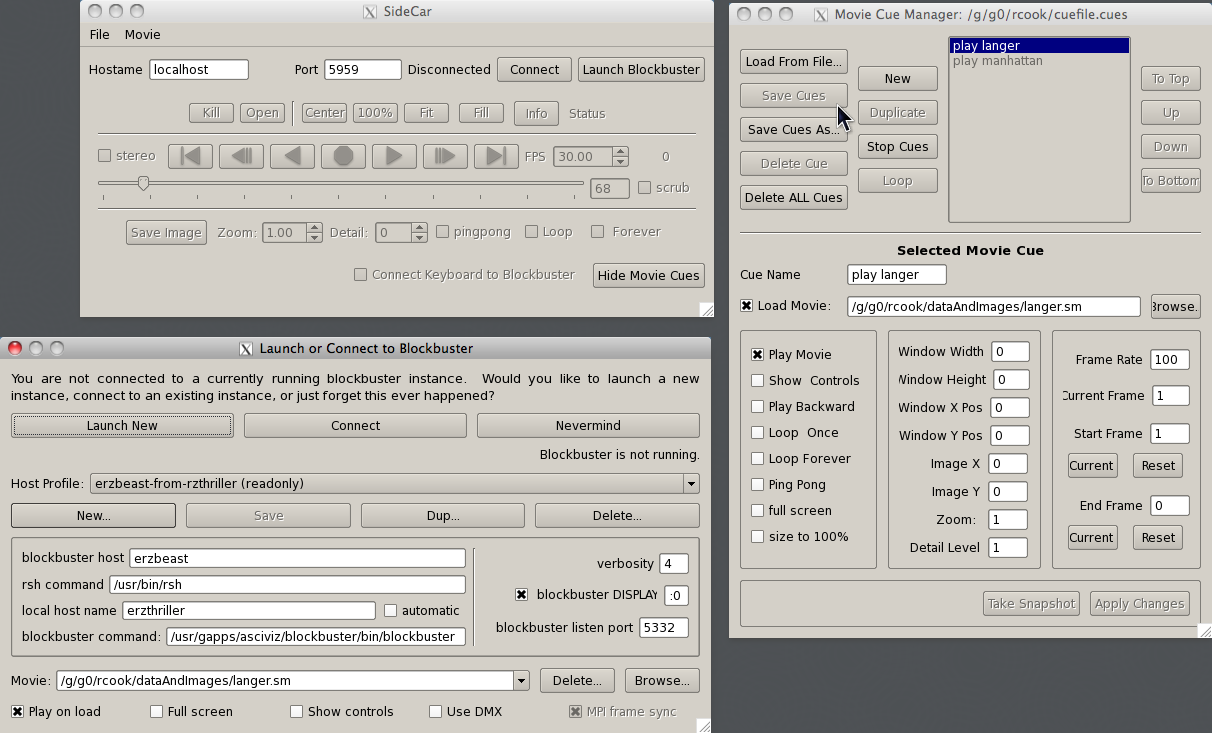 SideCar
File Movie
Hostame localhost Port 5959 Disconnected Connect Launch Blockbuster
Kill Open Center 100% Fit Fill Info Status
stereo FPS 30.00 0
68 scrub
Save Image Zoom: 1.00 Detail: 0 pingpong Loop Forever
Connect Keyboard to Blockbuster Hide Movie Cues
Launch or Connect to Blockbuster
You are not connected to a currently running blockbuster instance. Would you like to launch a new
instance, connect to an existing instance, or just forget this ever happened?
Launch New Connect Nevermind
Blockbuster is not running.
Host Profile: erzbeast-from-rzthriller (readonly)
New... Save Dup... Delete...
blockbuster host erzbeast
rsh command /usr/bin/rsh
local host name erzthriller automatic
blockbuster command: /usr/gapps/asciviz/blockbuster/bin/blockbuster
verbosity 4
blockbuster DISPLAY :0
blockbuster listen port 5332
Movie: /g/g0/rcook/dataAndImages/langer.sm Delete... Browse...
Play on load Full screen Show controls Use DMX MPI frame sync
Movie Cue Manager: /g/g0/rcook/cuefile.cues
Load From File...
Save Cues
Save Cues As...
Delete Cue
Delete ALL Cues
New
Duplicate
Stop Cues
Loop
play langer
play manhattan
To Top
Up
Down
To Bottom
Selected Movie Cue
Cue Name play langer
Load Movie: /g/g0/rcook/dataAndImages/langer.sm Browse.
Play Movie
Show Controls
Play Backward
Loop Once
Loop Forever
Ping Pong
full screen
size to 100%
Window Width 0
Window Height 0
Window X Pos 0
Window Y Pos 0
Image X 0
Image Y 0
Zoom: 1
Detail Level 1
Frame Rate 100
Current Frame 1
Start Frame 1
Current Reset
End Frame 0
Current Reset
Take Snapshot Apply Changes